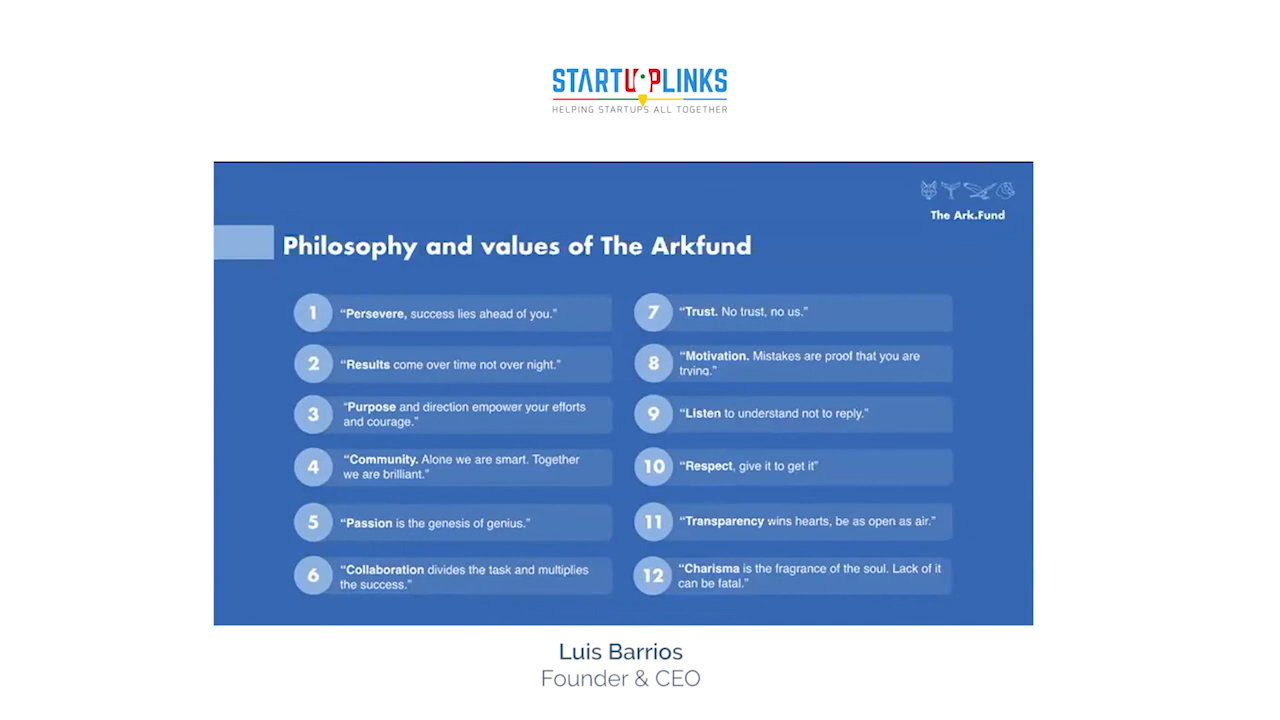 STARTUPLINKS
HELPING STARTUPS ALL TOGETHER
The Ark.Fund
Philosophy and values of The Arkfund
1 “Persevere, success lies ahead of you.”
2 “Results come over time not over night.”
3 “Purpose and direction empower your efforts
and courage.”
4 “Community. Alone we are smart. Together
we are brilliant.”
5 “Passion is the genesis of genius.”
6 “Collaboration divides the task and multiplies
the success.”
7 “Trust. No trust, no us.”
8 “Motivation. Mistakes are proof that you are
trying.”
9 “Listen to understand not to reply.”
10 “Respect, give it to get it”
11 “Transparency wins hearts, be as open as air.”
12 “Charisma is the fragrance of the soul. Lack of it
can be fatal.”
Luis Barrios
Founder & CEO